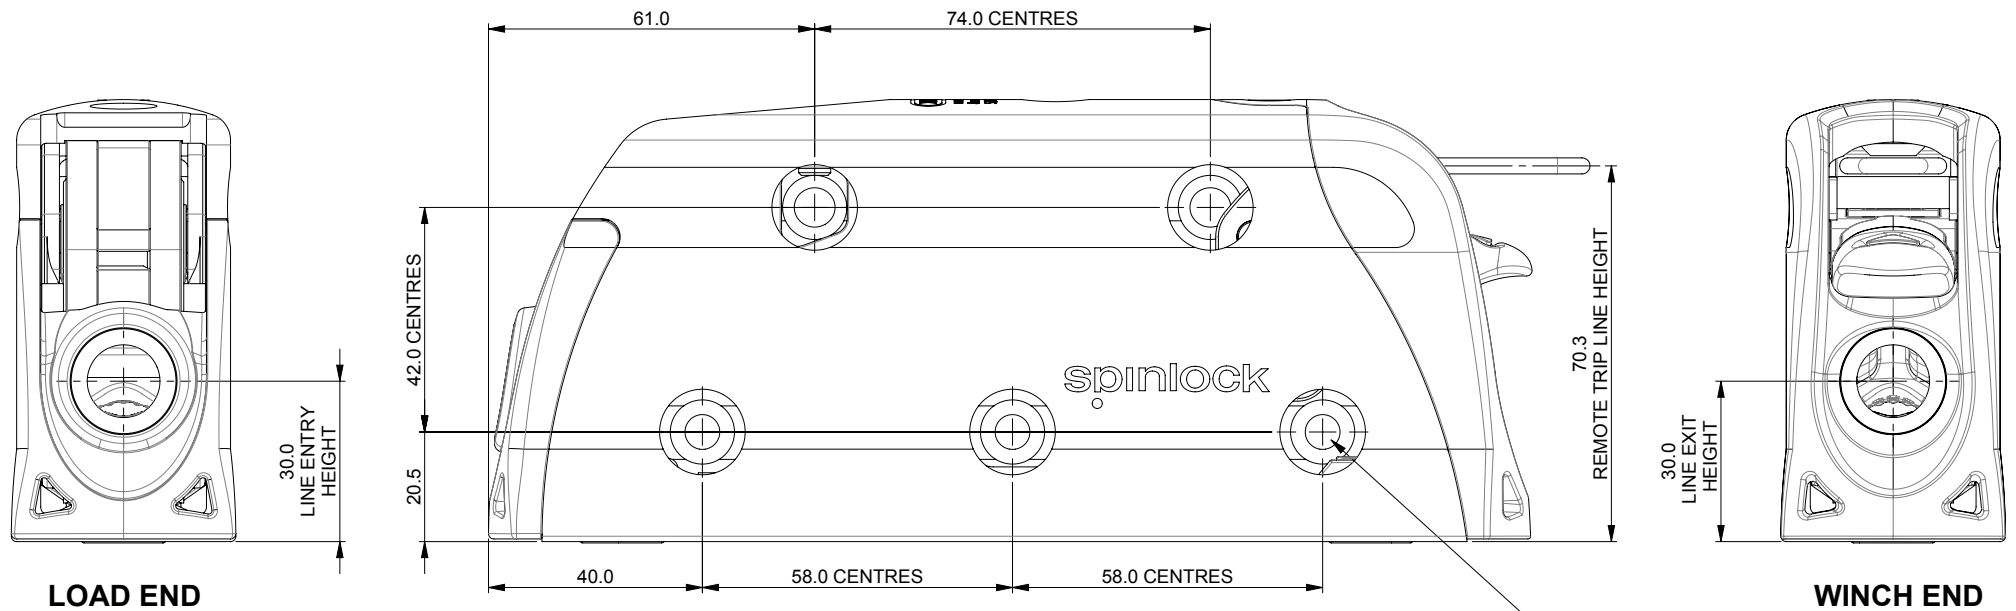 61.0
74.0 CENTRES
42.0 CENTRES
20.5
30.0
LINE ENTRY
HEIGHT
spinlock
70.3
REMOTE TRIP LINE HEIGHT
30.0
LINE EXIT
HEIGHT
40.0
58.0 CENTRES
58.0 CENTRES
LOAD END
WINCH END